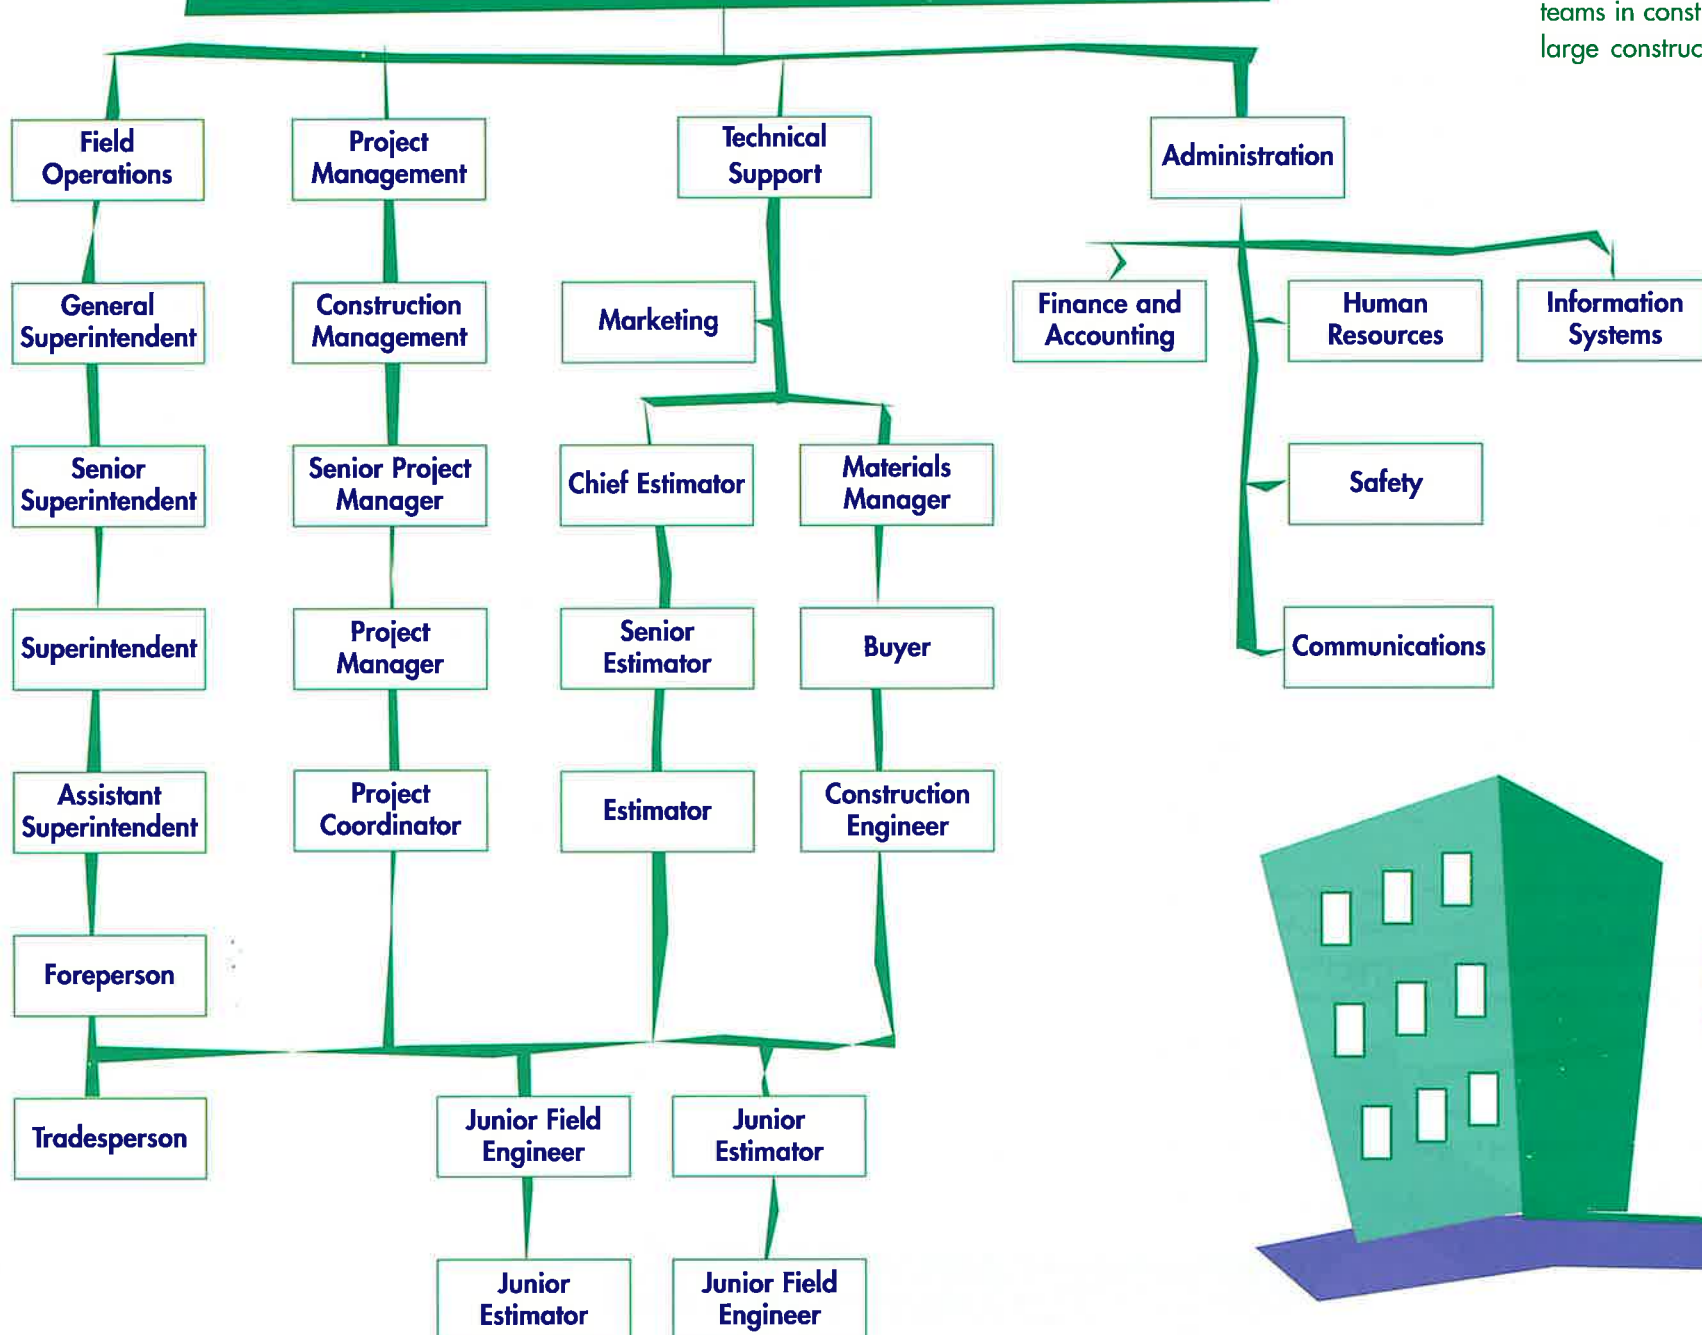 teams in const
large construc
Field
Operations
Project
Management
Technical
Support
Administration
General
Superintendent
Construction
Management
Marketing
Finance and
Accounting
Human
Resources
Information
Systems
Senior
Superintendent
Senior Project
Manager
Chief Estimator
Materials
Manager
Safety
Superintendent
Project
Manager
Senior
Estimator
Buyer
Communications
Assistant
Superintendent
Project
Coordinator
Estimator
Construction
Engineer
Foreperson
Tradesperson
Junior Field
Engineer
Junior
Estimator
Junior
Estimator
Junior Field
Engineer